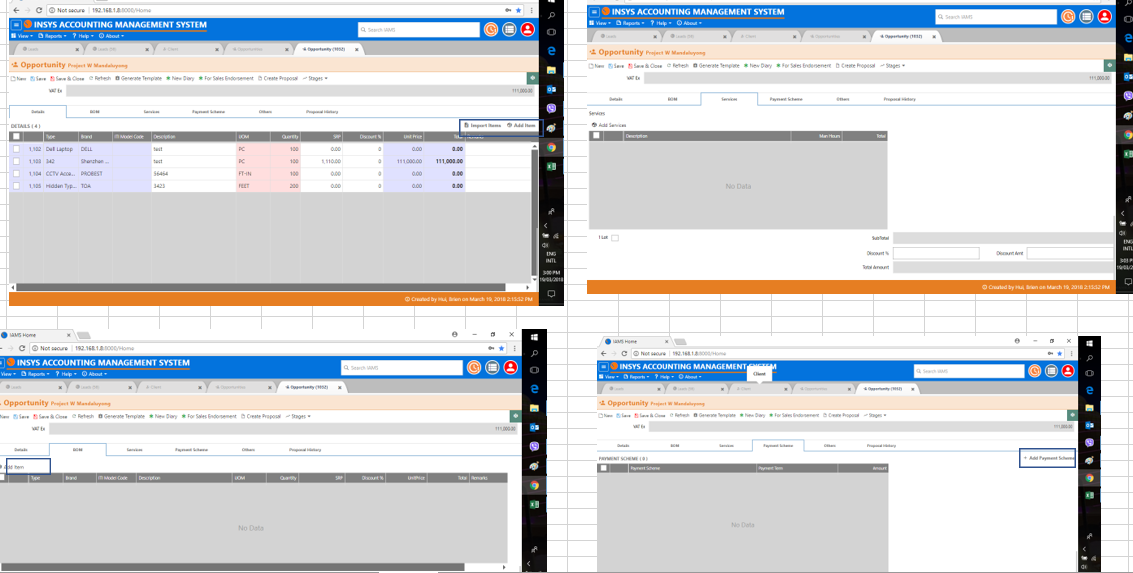 Not secure 192.168.1.8:8000/Home
INSYS ACCOUNTING MANAGEMENT SYSTEM
Search IAMS
View Reports Help About
Leads Client Opportunities Opportunity (1032)
Opportunity Project W Mandaluyong
New Save Save & Close Refresh Generate Template New Diary For Sales Endorsement Create Proposal Stages
VAT Ex 111,000.00
Details BOM Services Payment Scheme Others Proposal History
DETAILS ( 4 )
Import Items Add Item
Type Brand Model Code Description UOM Quantity SRP Discount % Unit Price
1,102 Dell Laptop DELL test PC 100 0.00 0 0.00 0.00
1,103 342 Shenzhen ... test PC 100 1,110.00 0 111,000.00 111,000.00
1,104 CCTV Acce... PROBEST 56464 FT-IN 100 0.00 0 0.00 0.00
1,105 Hidden Typ... TOA 3423 FEET 200 0.00 0 0.00 0.00
ENG
INTL
3:00 PM
19/03/2018
Created by Hui, Brien on March 19, 2018 2:15:52 PM
INSYS ACCOUNTING MANAGEMENT SYSTEM
Search IAMS
View Reports Help About
Leads Client Opportunities Opportunity (1032)
Opportunity Project W Mandaluyong
New Save Save & Close Refresh Generate Template New Diary For Sales Endorsement Create Proposal Stages
VAT Ex 111,000.00
Details BOM Services Payment Scheme Others Proposal History
Services
Add Services
Description Man Hours Total
No Data
1 Lot
SubTotal
Discount % Discount Amt
Total Amount
ENG
INTL
3:03 PM
19/03/2018
Created by Hui, Brien on March 19, 2018 2:15:52 PM
IAMS Home
Not secure 192.168.1.8:8000/Home
INSYS ACCOUNTING MANAGEMENT SYSTEM
Search IAMS
View Reports Help About
Leads Client Opportunities Opportunity (1032)
Opportunity Project W Mandaluyong
New Save Save & Close Refresh Generate Template New Diary For Sales Endorsement Create Proposal Stages
VAT Ex 111,000.00
Details BOM Services Payment Scheme Others Proposal History
Add Item
Type Brand Model Code Description UOM Quantity SRP Discount % UnitPrice Total Remarks
No Data
IAMS Home
Not secure 192.168.1.8:8000/Home
INSYS ACCOUNTING MANAGEMENT SYSTEM
Search IAMS
View Reports Help About
Client
Leads Client Opportunities Opportunity (1032)
Opportunity Project W Mandaluyong
New Save Save & Close Refresh Generate Template New Diary For Sales Endorsement Create Proposal Stages
VAT Ex 111,000.00
Details BOM Services Payment Scheme Others Proposal History
PAYMENT SCHEME ( 0 )
Add Payment Scheme
Payment Scheme Payment Term Amount
No Data